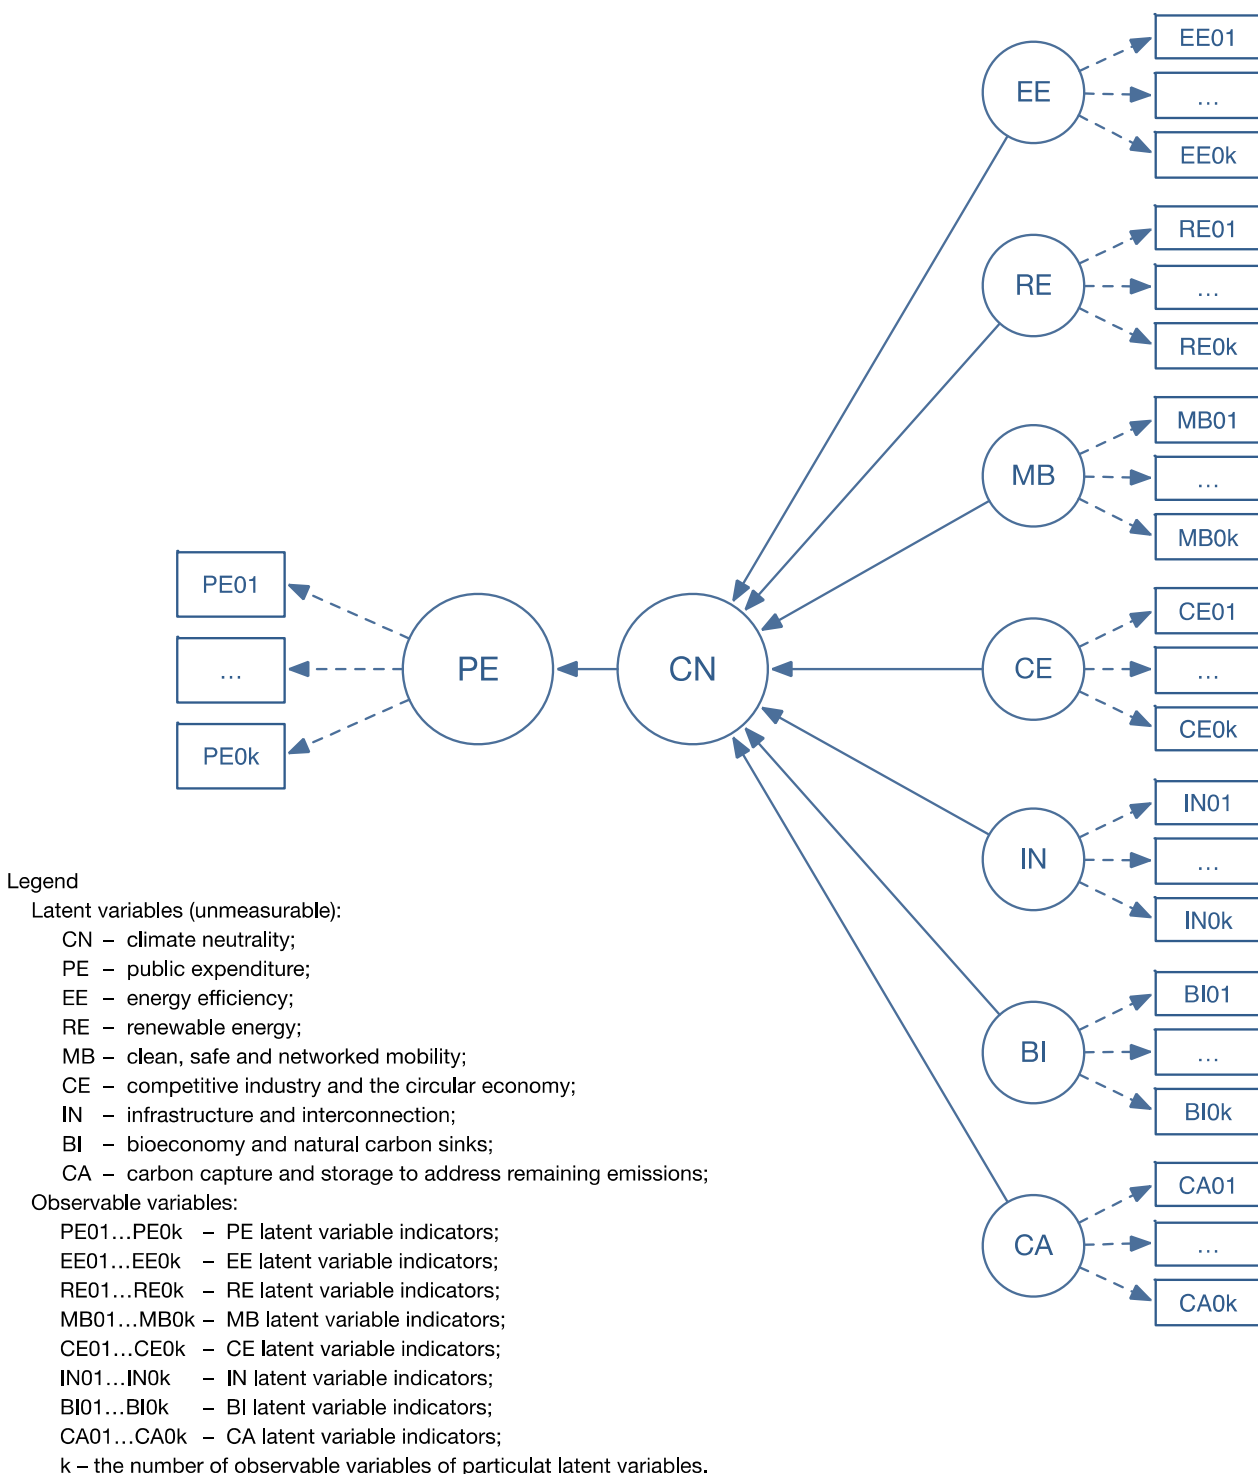 EE01
EE
…
EE0k
RE01
RE
…
RE0k
MB01
MB
…
MB0k
PE01
CE01
…
PE
CN
CE
…
PE0k
CE0k
IN01
IN
…
IN0k
BI01
BI
…
BI0k
CA01
CA
…
CA0k
Legend
Latent variables (unmeasurable):
CN – climate neutrality;
PE – public expenditure;
EE – energy efficiency;
RE – renewable energy;
MB – clean, safe and networked mobility;
CE – competitive industry and the circular economy;
IN – infrastructure and interconnection;
BI – bioeconomy and natural carbon sinks;
CA – carbon capture and storage to address remaining emissions;
Observable variables:
PE01…PE0k – PE latent variable indicators;
EE01…EE0k – EE latent variable indicators;
RE01…RE0k – RE latent variable indicators;
MB01…MB0k – MB latent variable indicators;
CE01…CE0k – CE latent variable indicators;
IN01…IN0k – IN latent variable indicators;
BI01…BI0k – BI latent variable indicators;
CA01…CA0k – CA latent variable indicators;
k – the number of observable variables of particulat latent variables.